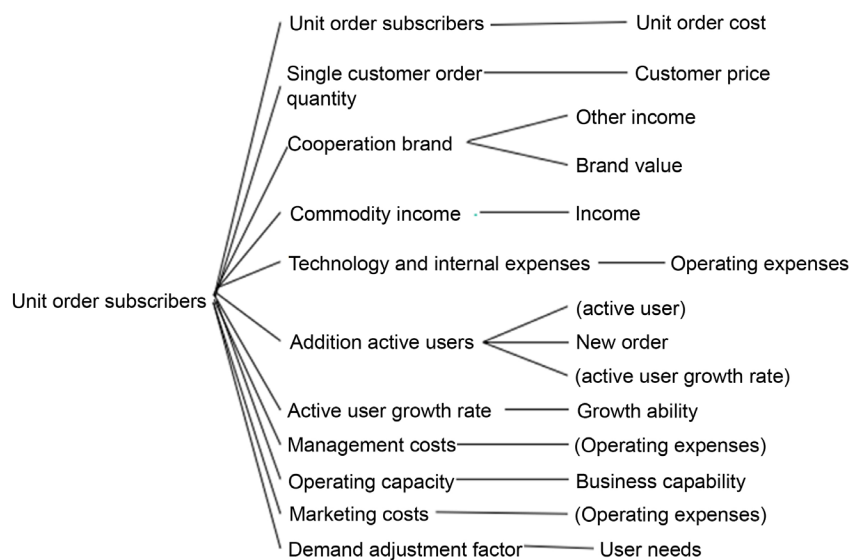 Unit order subscribers
Unit order subscribers
Unit order cost
Single customer order
quantity
Customer price
Cooperation brand
Other income
Brand value
Commodity income
Income
Technology and internal expenses
Operating expenses
Addition active users
(active user)
New order
(active user growth rate)
Active user growth rate
Growth ability
Management costs
(Operating expenses)
Operating capacity
Business capability
Marketing costs
(Operating expenses)
Demand adjustment factor
User needs